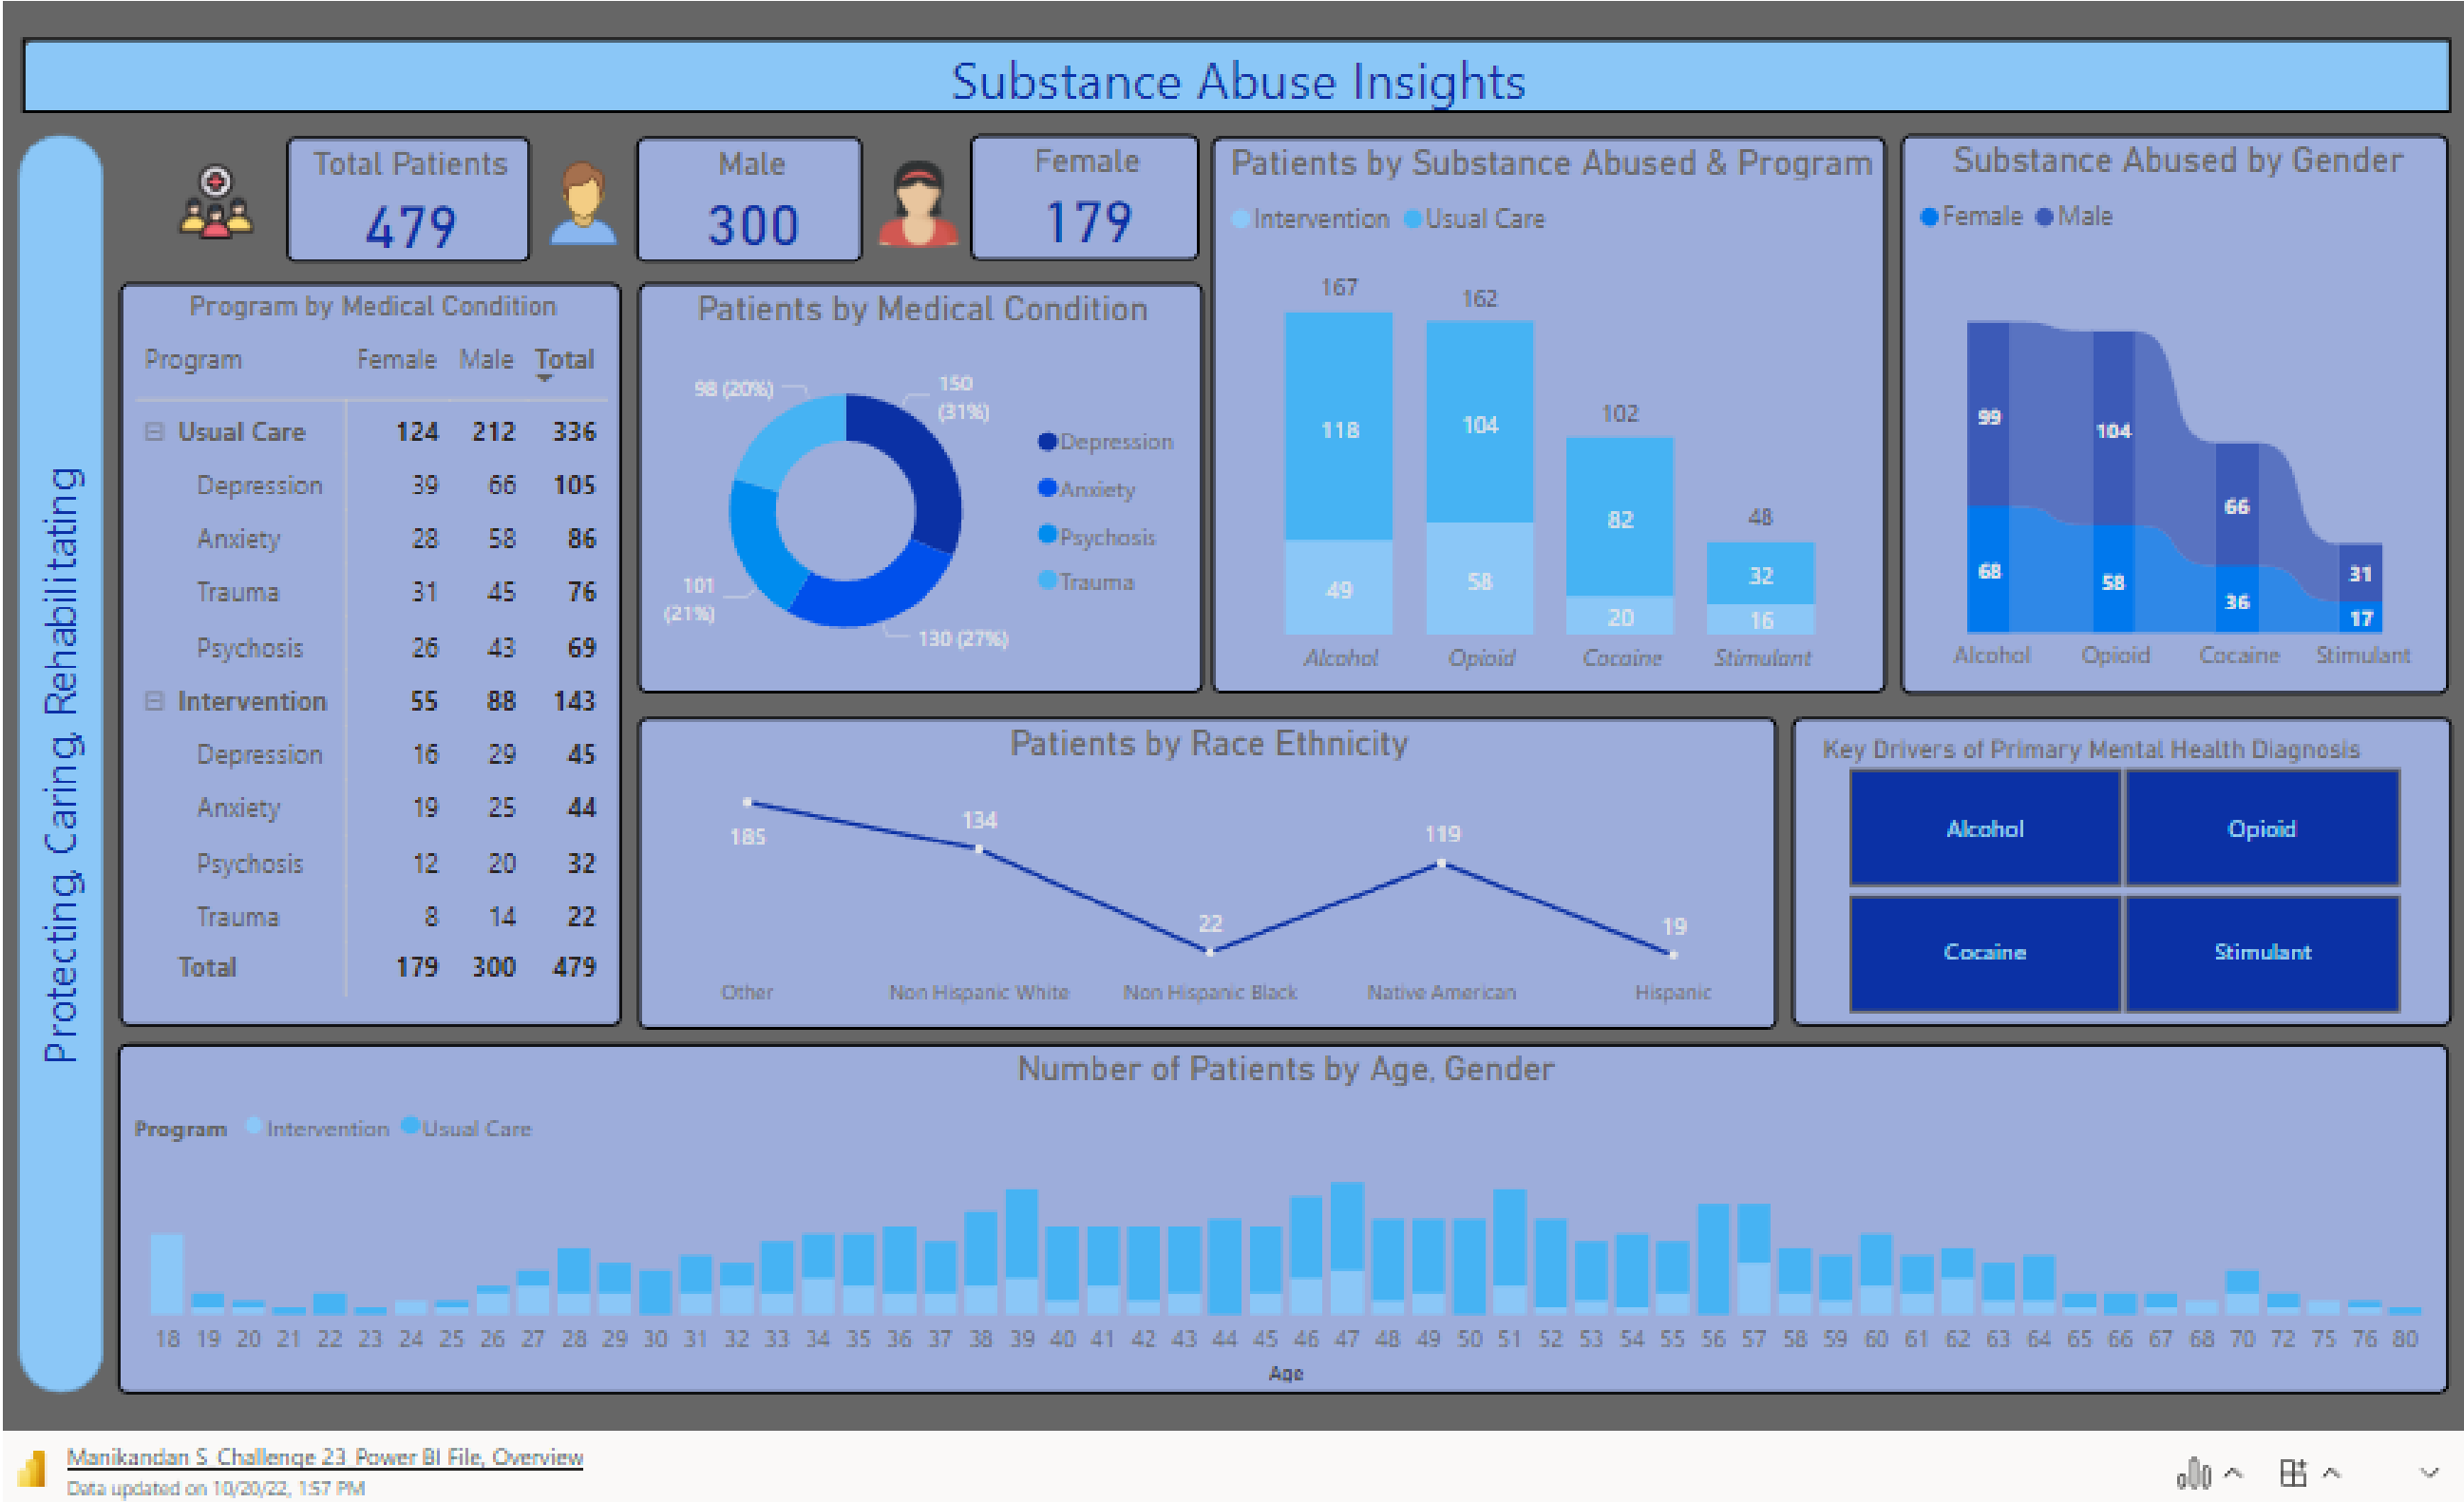 Substance Abuse Insights
Protecting, Caring, Rehabilitating
Total Patients
479
Male
300
Female
179
Program by Medical Condition
Program Female Male Total
Usual Care 124 212 336
Depression 39 66 105
Anxiety 28 58 86
Trauma 31 45 76
Psychosis 26 43 69
Intervention 55 88 143
Depression 16 29 45
Anxiety 19 25 44
Psychosis 12 20 32
Trauma 8 14 22
Total 179 300 479
Patients by Medical Condition
98 (20%)
150
(31%)
101
(21%)
130 (27%)
Depression
Anxiety
Psychosis
Trauma
Patients by Substance Abused & Program
Intervention Usual Care
167 162 102 48
118 104 82 32
49 58 20 16
Alcohol Opioid Cocaine Stimulant
Substance Abused by Gender
Female Male
99 104 66 31
68 58 36 17
Alcohol Opioid Cocaine Stimulant
Patients by Race Ethnicity
185 134 22 119 19
Other Non Hispanic White Non Hispanic Black Native American Hispanic
Key Drivers of Primary Mental Health Diagnosis
Alcohol Opioid
Cocaine Stimulant
Number of Patients by Age, Gender
Program Intervention Usual Care
18 19 20 21 22 23 24 25 26 27 28 29 30 31 32 33 34 35 36 37 38 39 40 41 42 43 44 45 46 47 48 49 50 51 52 53 54 55 56 57 58 59 60 61 62 63 64 65 66 67 68 70 72 75 76 80
Age
Manikandan S_Challenge 23_Power BI File, Overview
Data updated on 10/20/22, 1:57 PM